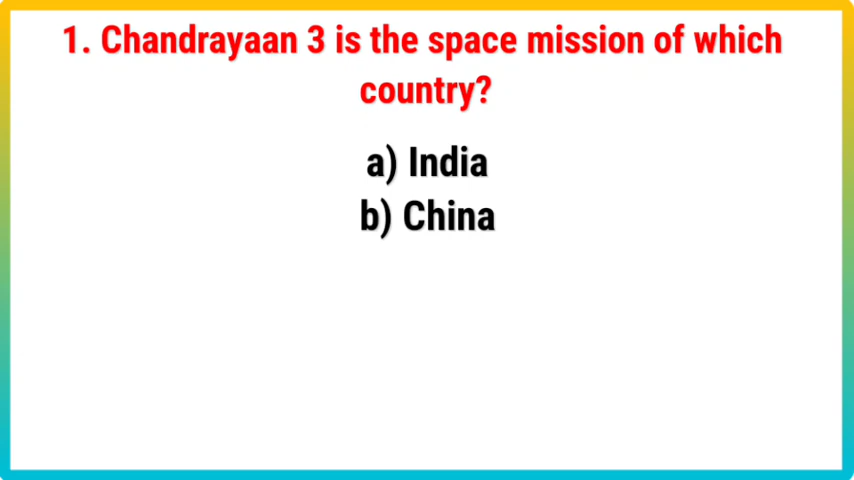 1. Chandrayaan 3 is the space mission of which
country?
a) India
b) China